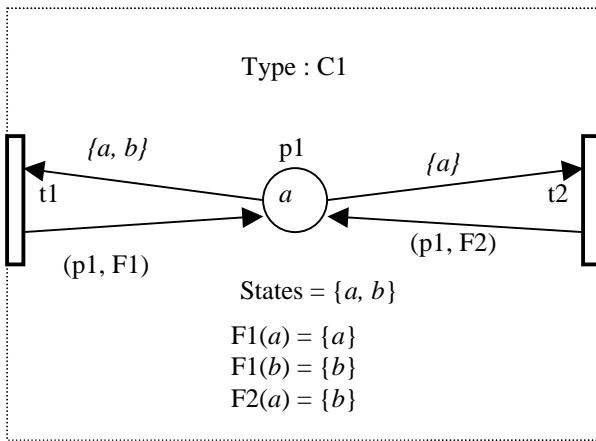 Type : C1
{a, b}
p1
{a}
t1
a
t2
(p1, F1)
(p1, F2)
States = {a, b}
F1(a) = {a}
F1(b) = {b}
F2(a) = {b}